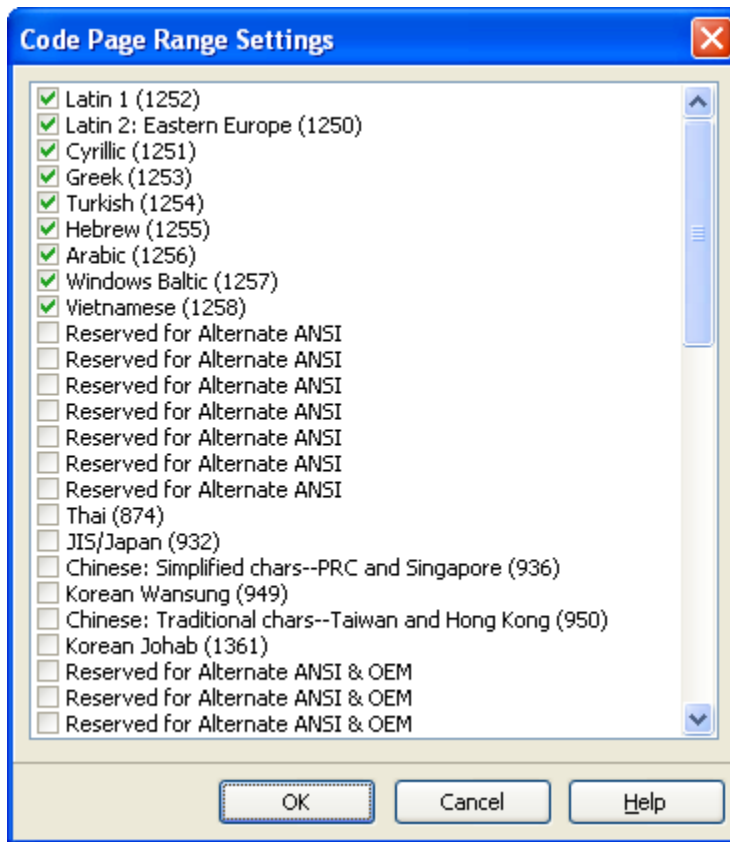 Code Page Range Settings
Latin 1 (1252)
Latin 2: Eastern Europe (1250)
Cyrillic (1251)
Greek (1253)
Turkish (1254)
Hebrew (1255)
Arabic (1256)
Windows Baltic (1257)
Vietnamese (1258)
Reserved for Alternate ANSI
Reserved for Alternate ANSI
Reserved for Alternate ANSI
Reserved for Alternate ANSI
Reserved for Alternate ANSI
Reserved for Alternate ANSI
Reserved for Alternate ANSI
Thai (874)
JIS/Japan (932)
Chinese: Simplified chars--PRC and Singapore (936)
Korean Wansung (949)
Chinese: Traditional chars--Taiwan and Hong Kong (950)
Korean Johab (1361)
Reserved for Alternate ANSI & OEM
Reserved for Alternate ANSI & OEM
Reserved for Alternate ANSI & OEM
OK Cancel Help